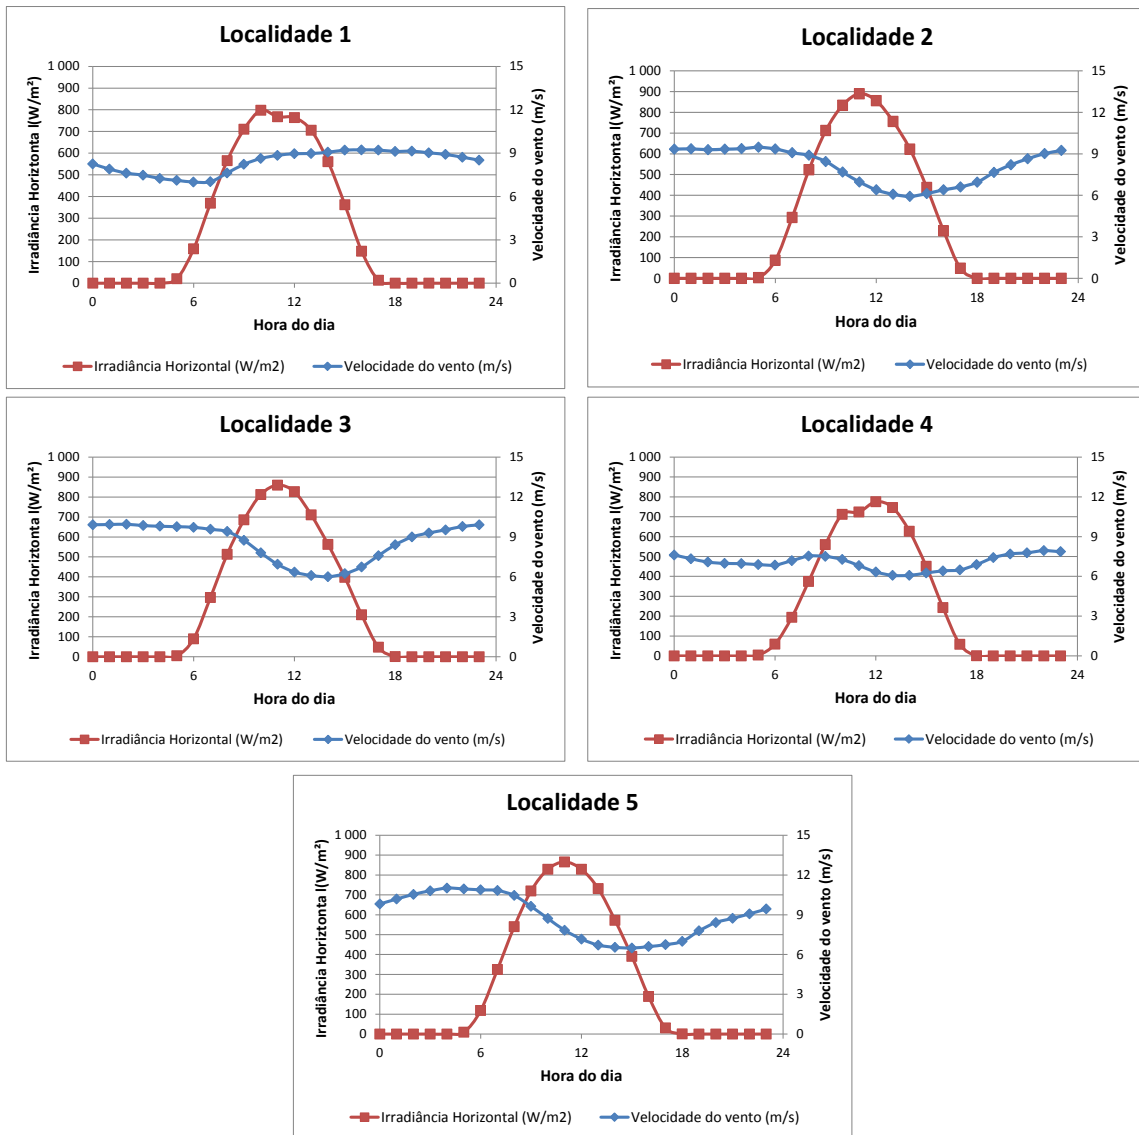 Localidade 1
Irradiância Horiztonta l(W/m²)
1 000
900
800
700
600
500
400
300
200
100
0
15
12
9
6
3
0
Velocidade do vento (m/s)
0 6 12 18 24
Hora do dia
Irradiância Horizontal (W/m2) Velocidade do vento (m/s)
Localidade 2
Irradiância Horiztonta l(W/m²)
1 000
900
800
700
600
500
400
300
200
100
0
15
12
9
6
3
0
Velocidade do vento (m/s)
0 6 12 18 24
Hora do dia
Irradiância Horizontal (W/m2) Velocidade do vento (m/s)
Localidade 3
Irradiância Horiztonta l(W/m²)
1 000
900
800
700
600
500
400
300
200
100
0
15
12
9
6
3
0
Velocidade do vento (m/s)
0 6 12 18 24
Hora do dia
Irradiância Horizontal (W/m2) Velocidade do vento (m/s)
Localidade 4
Irradiância Horiztonta l(W/m²)
1 000
900
800
700
600
500
400
300
200
100
0
15
12
9
6
3
0
Velocidade do vento (m/s)
0 6 12 18 24
Hora do dia
Irradiância Horizontal (W/m2) Velocidade do vento (m/s)
Localidade 5
Irradiância Horiztonta l(W/m²)
1 000
900
800
700
600
500
400
300
200
100
0
15
12
9
6
3
0
Velocidade do vento (m/s)
0 6 12 18 24
Hora do dia
Irradiância Horizontal (W/m2) Velocidade do vento (m/s)